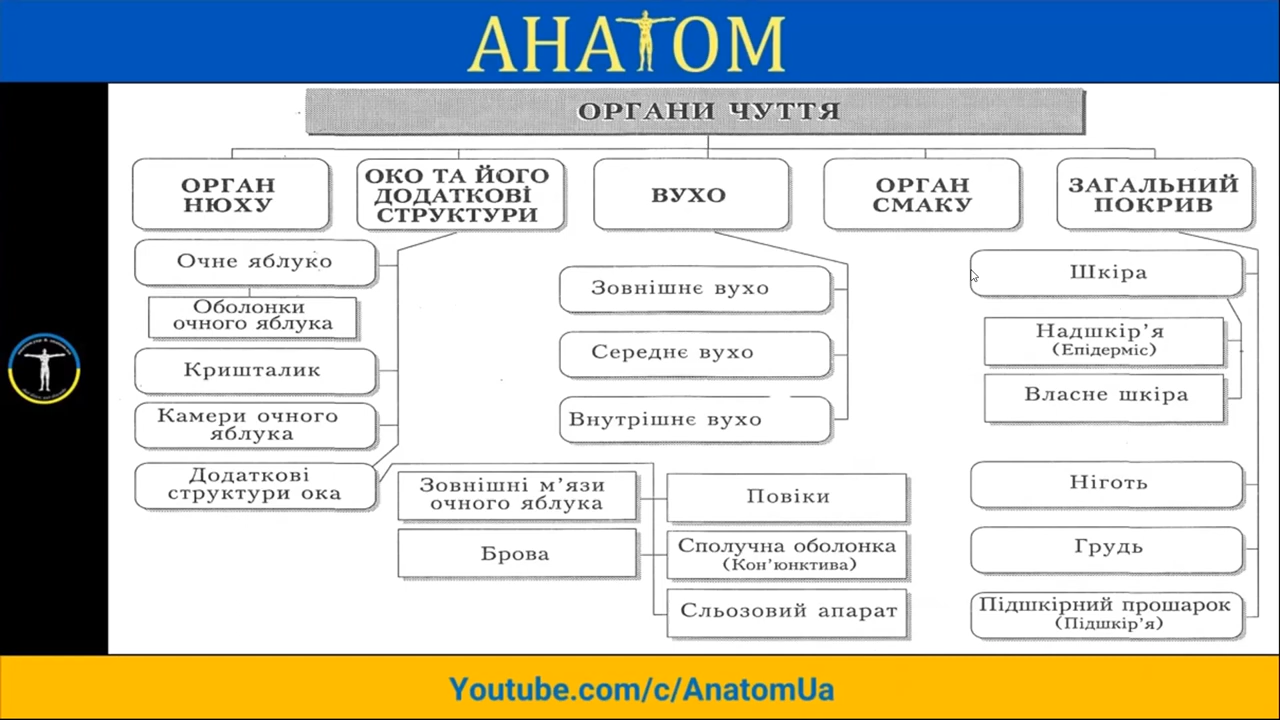 АНАТОМ
ОРГАНИ ЧУТТЯ
ОРГАН
НЮХУ
ОКО ТА ЙОГО
ДОДАТКОВІ
СТРУКТУРИ
ВУХО
ОРГАН
СМАКУ
ЗАГАЛЬНИЙ
ПОКРИВ
Очне яблуко
Оболонки
очного яблука
Кришталик
Камери очного
яблука
Додаткові
структури ока
Зовнішні м’язи
очного яблука
Брова
Повіки
Сполучна оболонка
(Кон’юнктива)
Сльозовий апарат
Зовнішнє вухо
Середнє вухо
Внутрішнє вухо
Шкіра
Надшкір’я
(Епідерміс)
Власне шкіра
Ніготь
Грудь
Підшкірний прошарок
(Підшкір’я)
Youtube.com/c/AnatomUa